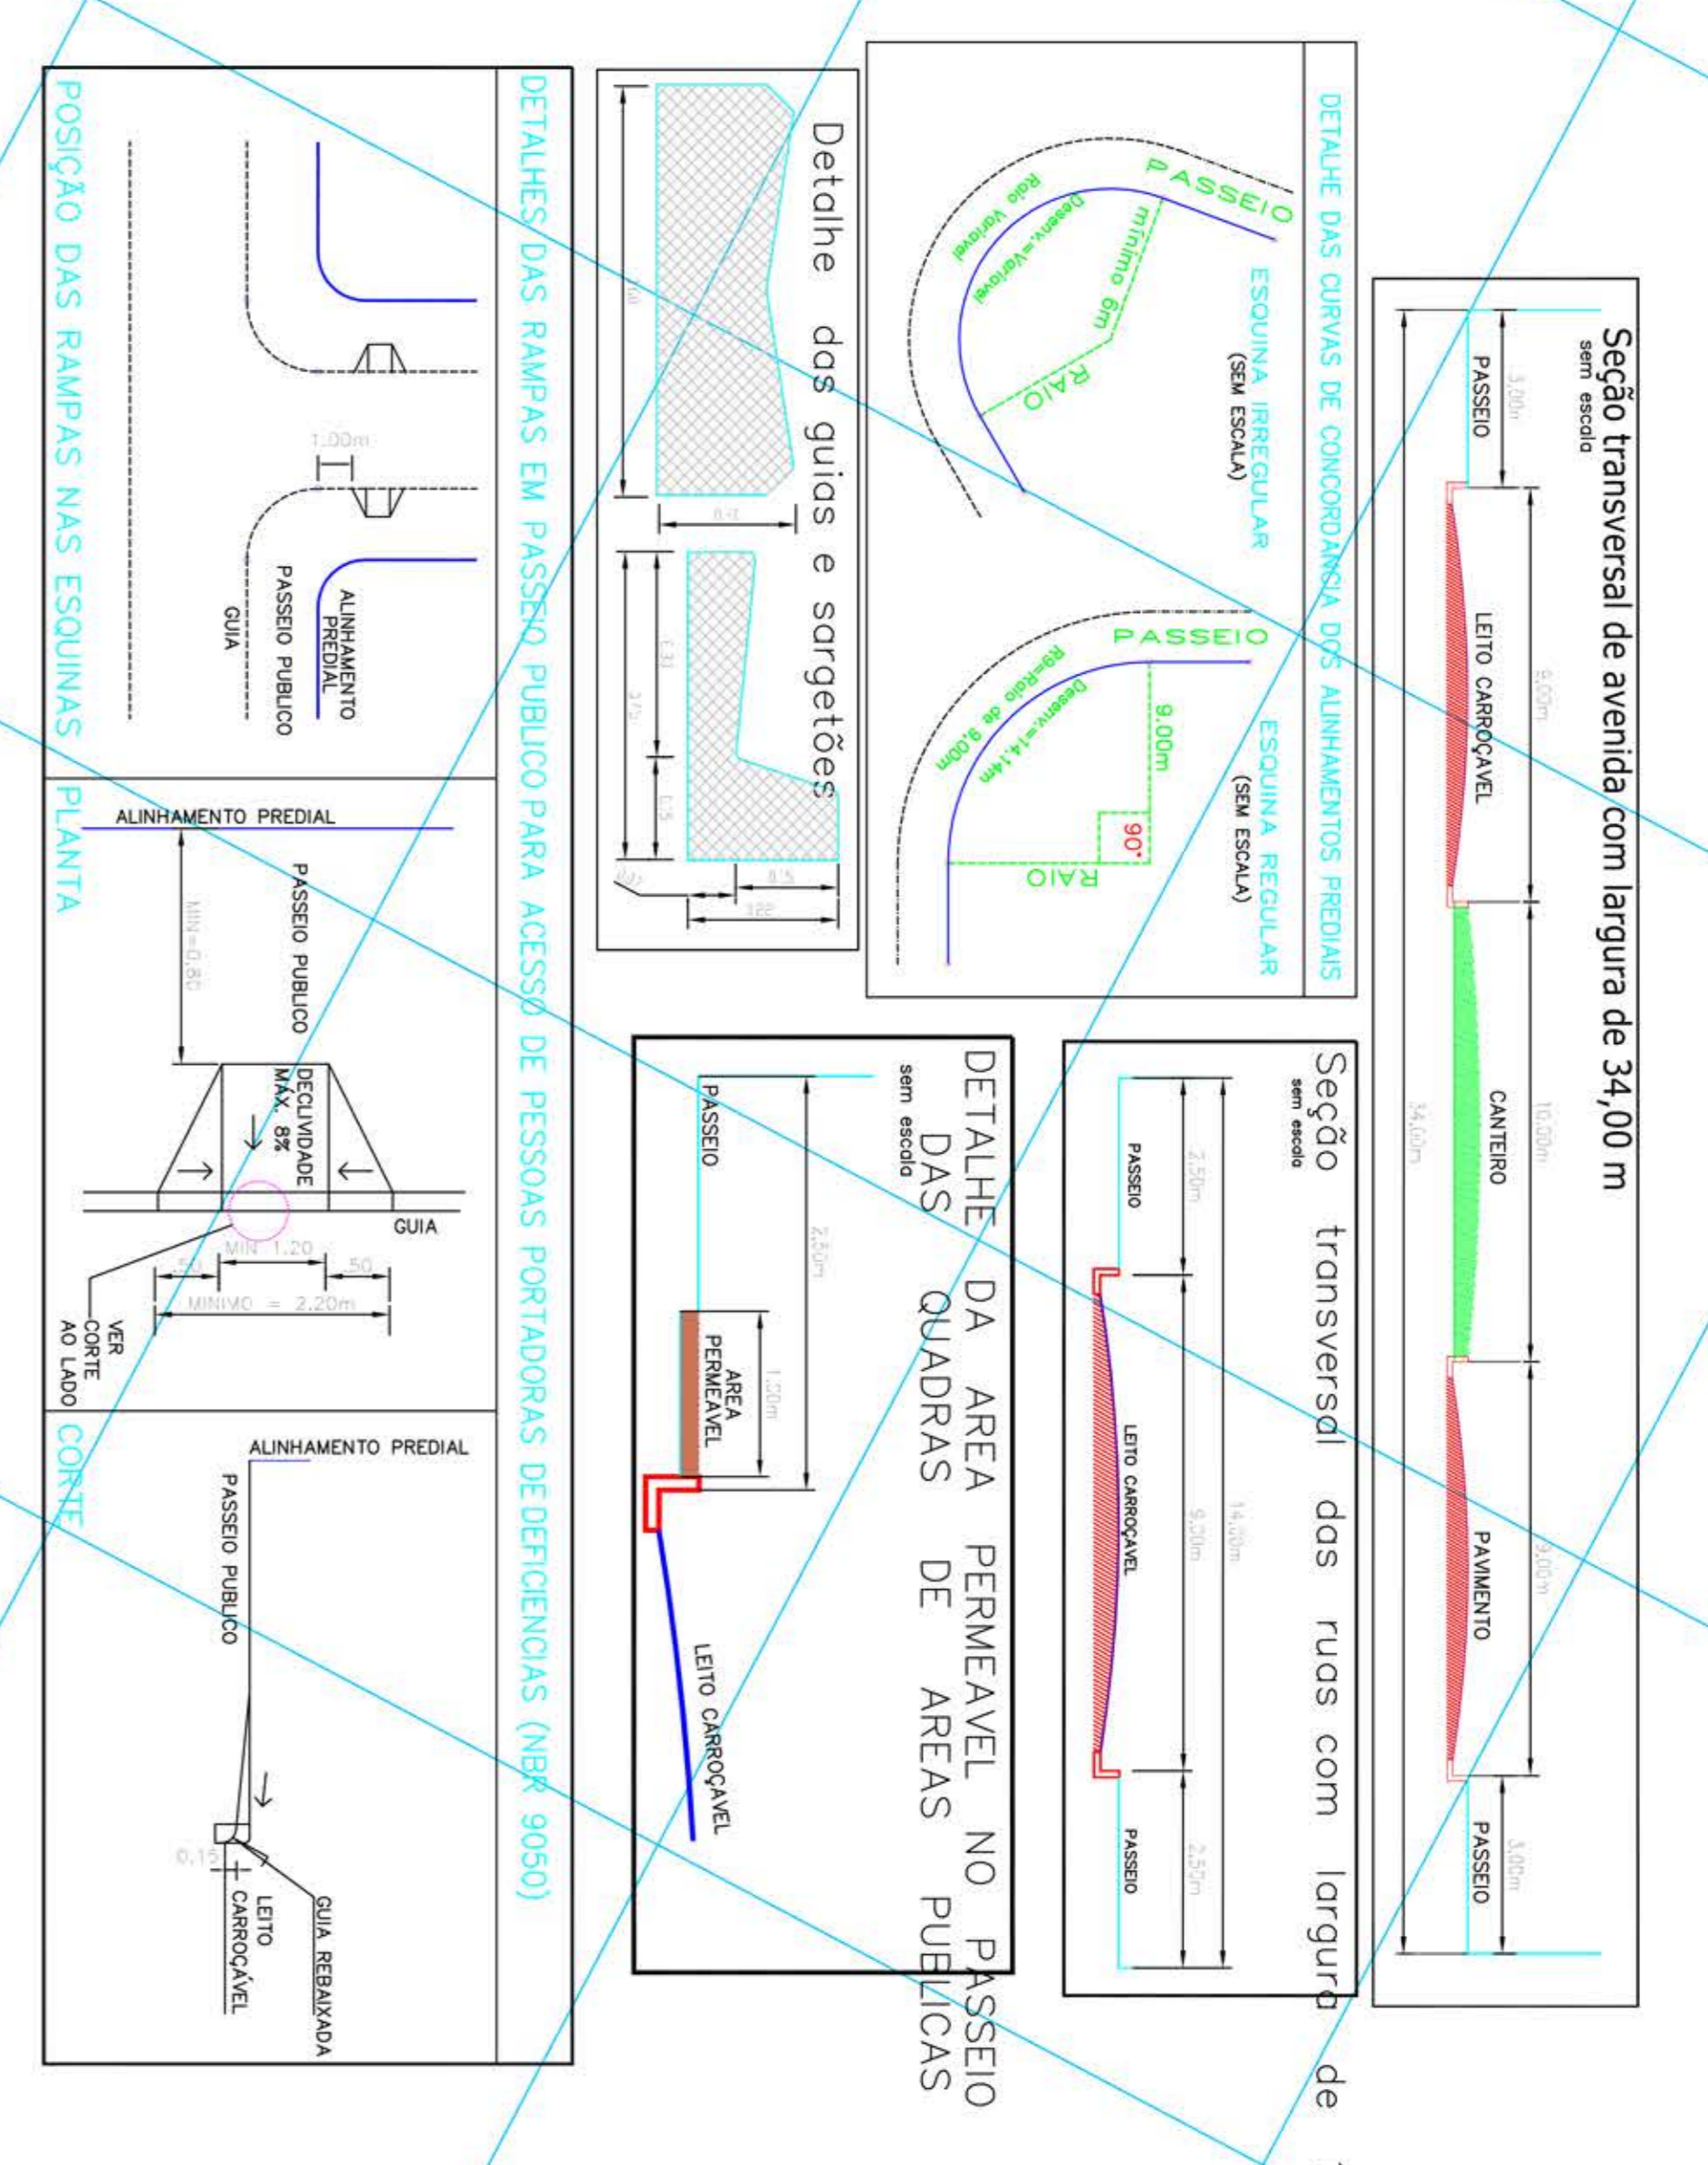 Seção transversal de avenida com largura de 34,00 m
sem escala
3,00m
9,00m
10,00m
9,00m
3,00m
PASSEIO
LEITO CARROÇAVEL
CANTEIRO
PAVIMENTO
PASSEIO
34,00m
DETALHE DAS CURVAS DE CONCORDANCIA DOS ALINHAMENTOS PREDIAIS
ESQUINA IRREGULAR
(SEM ESCALA)
PASSEIO
mínimo 6m
RAIO
Desenv.=Variavel
Raio Variavel
ESQUINA REGULAR
(SEM ESCALA)
PASSEIO
9.00m
90°
RAIO
Desenv.=14,14m
R9=Raio de 9,00m
Seção transversal das ruas com largura de
sem escala
14,00m
2,50m
9,00m
2,50m
PASSEIO
LEITO CARROÇAVEL
PASSEIO
Detalhe das guias e sargetões
DETALHE DA AREA PERMEAVEL NO PASSEIO
DAS QUADRAS DE AREAS PUBLICAS
sem escala
2,50m
1,00m
PASSEIO
AREA
PERMEAVEL
LEITO CARROÇAVEL
DETALHES DAS RAMPAS EM PASSEIO PUBLICO PARA ACESSO DE PESSOAS PORTADORAS DE DEFICIENCIAS (NBR 9050)
1.00m
ALINHAMENTO
PREDIAL
PASSEIO PUBLICO
GUIA
POSIÇÃO DAS RAMPAS NAS ESQUINAS
ALINHAMENTO PREDIAL
PASSEIO PUBLICO
MIN=0.80
DECLIVIDADE
MÁX. 8%
GUIA
MIN 1.20
.50
.50
MINIMO = 2.20m
VER
CORTE
AO LADO
PLANTA
ALINHAMENTO PREDIAL
PASSEIO PUBLICO
GUIA REBAIXADA
LEITO
CARROÇÁVEL
0.15
CORTE